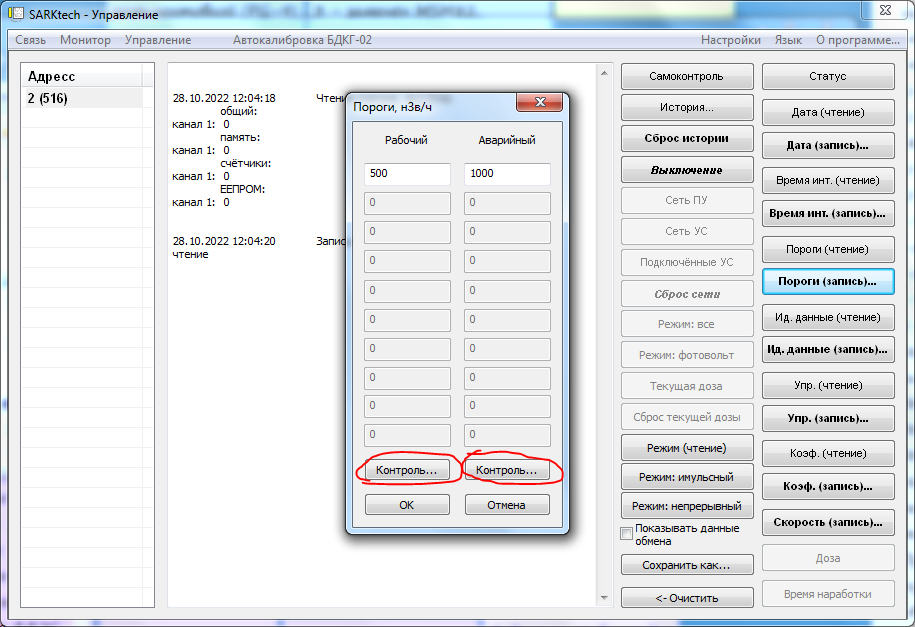 SARKtech - Управление
Связь Монитор Управление Автокалибровка БДКГ-02 Настройки Язык О программе...
Адресс
2 (516)
28.10.2022 12:04:18 Чтени
общий:
канал 1: 0
память:
канал 1: 0
счётчики:
канал 1: 0
ЕЕПРОМ:
канал 1: 0
28.10.2022 12:04:20 Запис
чтение
Пороги, нЗв/ч
Рабочий Аварийный
500 1000
0 0
0 0
0 0
0 0
0 0
0 0
0 0
0 0
0 0
Контроль... Контроль...
OK Отмена
Самоконтроль
История...
Сброс истории
Выключение
Сеть ПУ
Сеть УС
Подключённые УС
Сброс сети
Режим: все
Режим: фотовольт
Текущая доза
Сброс текущей дозы
Режим (чтение)
Режим: имульсный
Режим: непрерывный
Показывать данные
обмена
Сохранить как...
<- Очистить
Статус
Дата (чтение)
Дата (запись)...
Время инт. (чтение)
Время инт. (запись)...
Пороги (чтение)
Пороги (запись)...
Ид. данные (чтение)
Ид. данные (запись)...
Упр. (чтение)
Упр. (запись)...
Коэф. (чтение)
Коэф. (запись)...
Скорость (запись)...
Доза
Время наработки